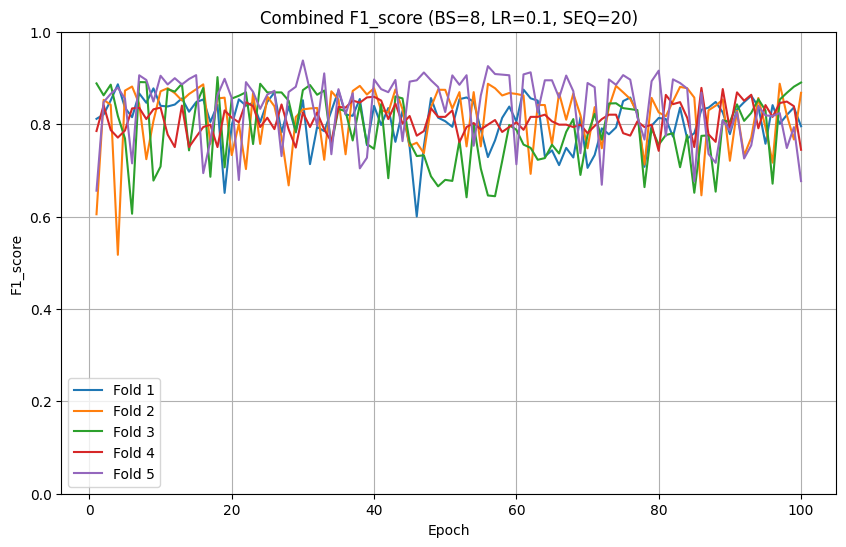 Combined F1_score (BS=8, LR=0.1, SEQ=20)
1.0
0.8
0.6
0.4
0.2
0.0
F1_score
Fold 1
Fold 2
Fold 3
Fold 4
Fold 5
0 20 40 60 80 100
Epoch